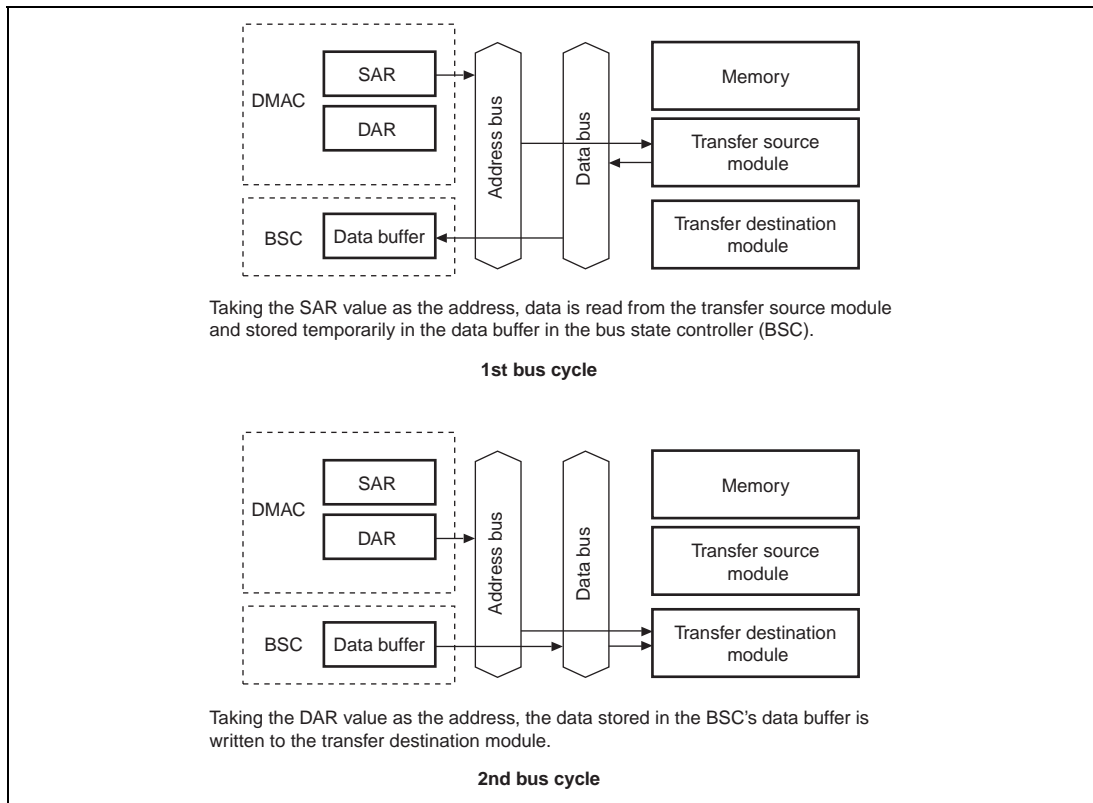 SAR
DMAC
DAR
BSC
Data buffer
Address bus
Data bus
Memory
Transfer source
module
Transfer destination
module
Taking the SAR value as the address, data is read from the transfer source module
and stored temporarily in the data buffer in the bus state controller (BSC).
1st bus cycle
SAR
DMAC
DAR
BSC
Data buffer
Address bus
Data bus
Memory
Transfer source
module
Transfer destination
module
Taking the DAR value as the address, the data stored in the BSC's data buffer is
written to the transfer destination module.
2nd bus cycle